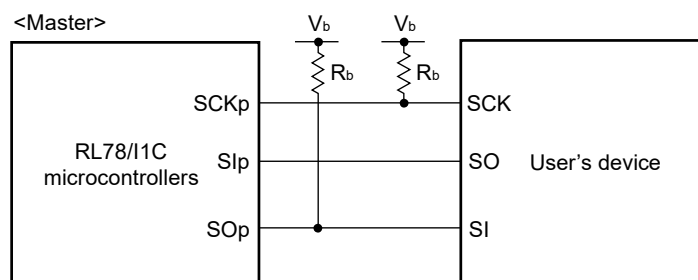 <Master>
Vb
Vb
Rb
Rb
SCKp
SCK
RL78/I1C
microcontrollers
SIp
SO
User's device
SOp
SI